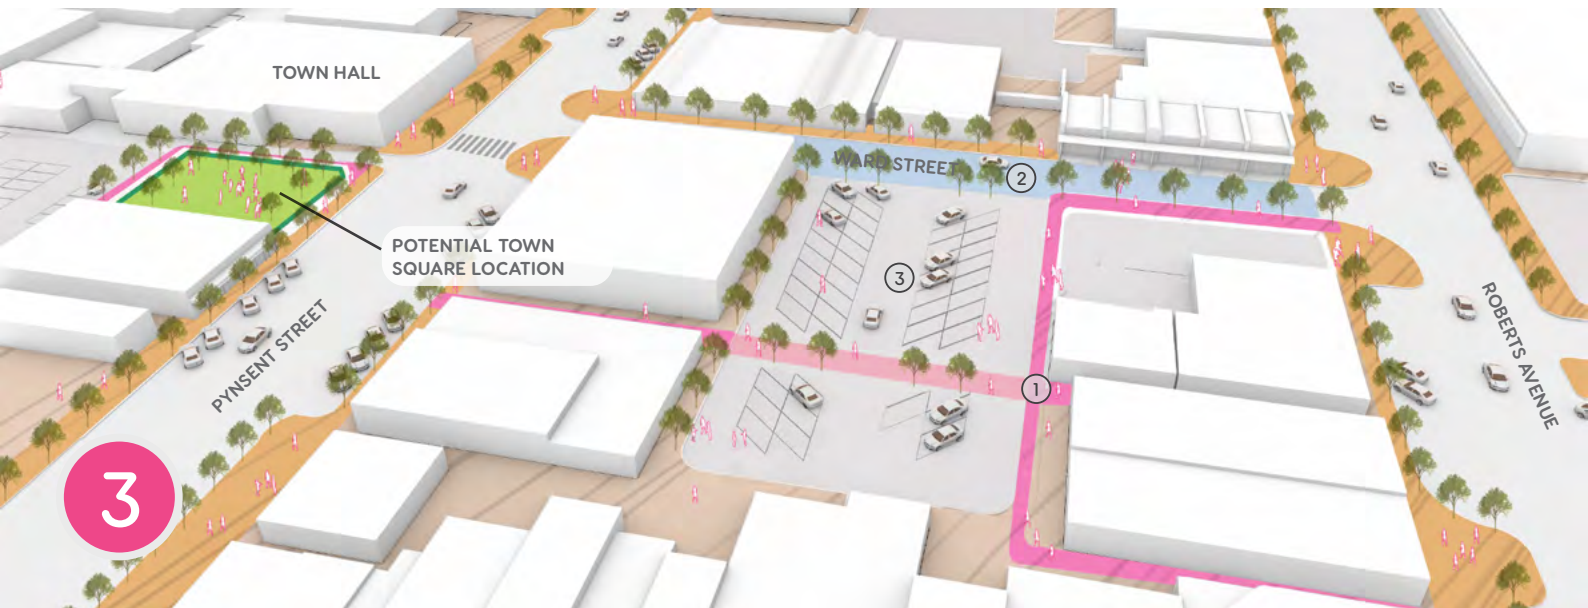 TOWN HALL
WARD STREET
2
POTENTIAL TOWN
SQUARE LOCATION
3
PYNSENT STREET
ROBERTS AVENUE
1
3